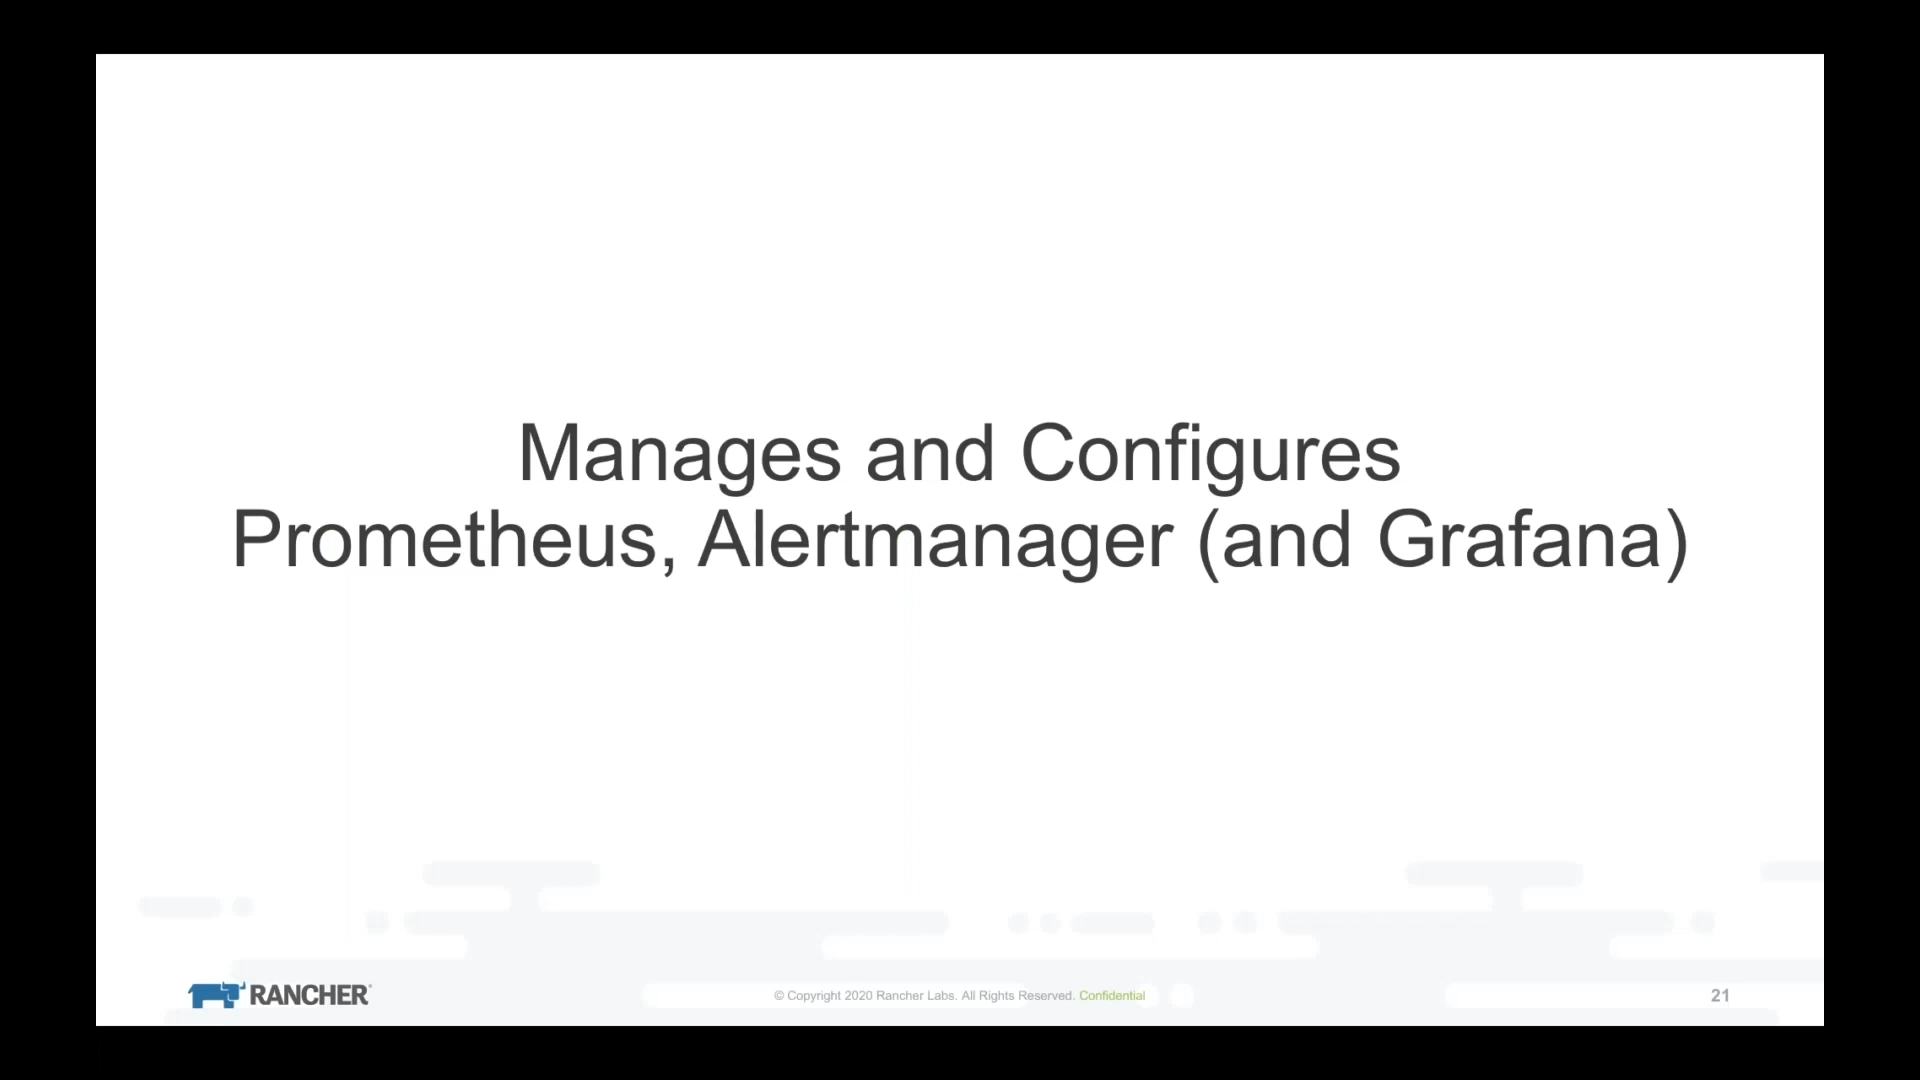 Manages and Configures
Prometheus, Alertmanager (and Grafana)
RANCHER
© Copyright 2020 Rancher Labs. All Rights Reserved. Confidential
21